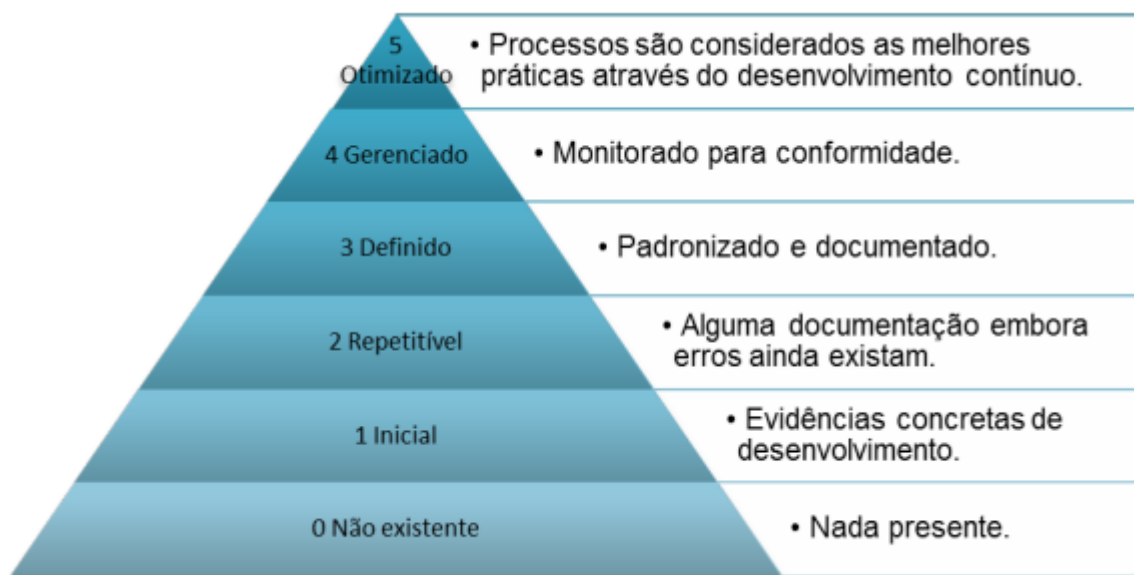 5
Otimizado
• Processos são considerados as melhores
práticas através do desenvolvimento contínuo.
4 Gerenciado
• Monitorado para conformidade.
3 Definido
• Padronizado e documentado.
2 Repetitível
• Alguma documentação embora
erros ainda existam.
1 Inicial
• Evidências concretas de
desenvolvimento.
0 Não existente
• Nada presente.